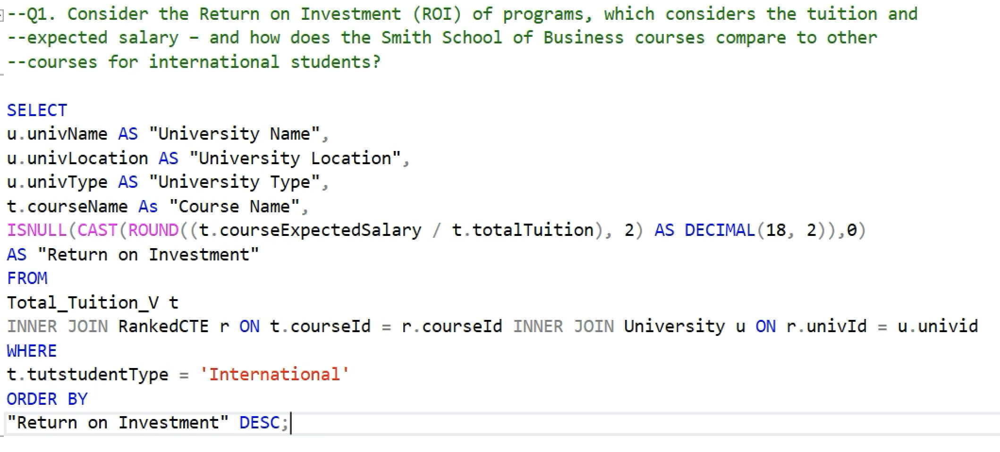 --Q1. Consider the Return on Investment (ROI) of programs, which considers the tuition and
--expected salary – and how does the Smith School of Business courses compare to other
--courses for international students?
SELECT
u.univName AS "University Name",
u.univLocation AS "University Location",
u.univType AS "University Type",
t.courseName As "Course Name",
ISNULL(CAST(ROUND((t.courseExpectedSalary / t.totalTuition), 2) AS DECIMAL(18, 2)),0)
AS "Return on Investment"
FROM
Total_Tuition_V t
INNER JOIN RankedCTE r ON t.courseId = r.courseId INNER JOIN University u ON r.univId = u.univid
WHERE
t.tutstudentType = 'International'
ORDER BY
"Return on Investment" DESC;